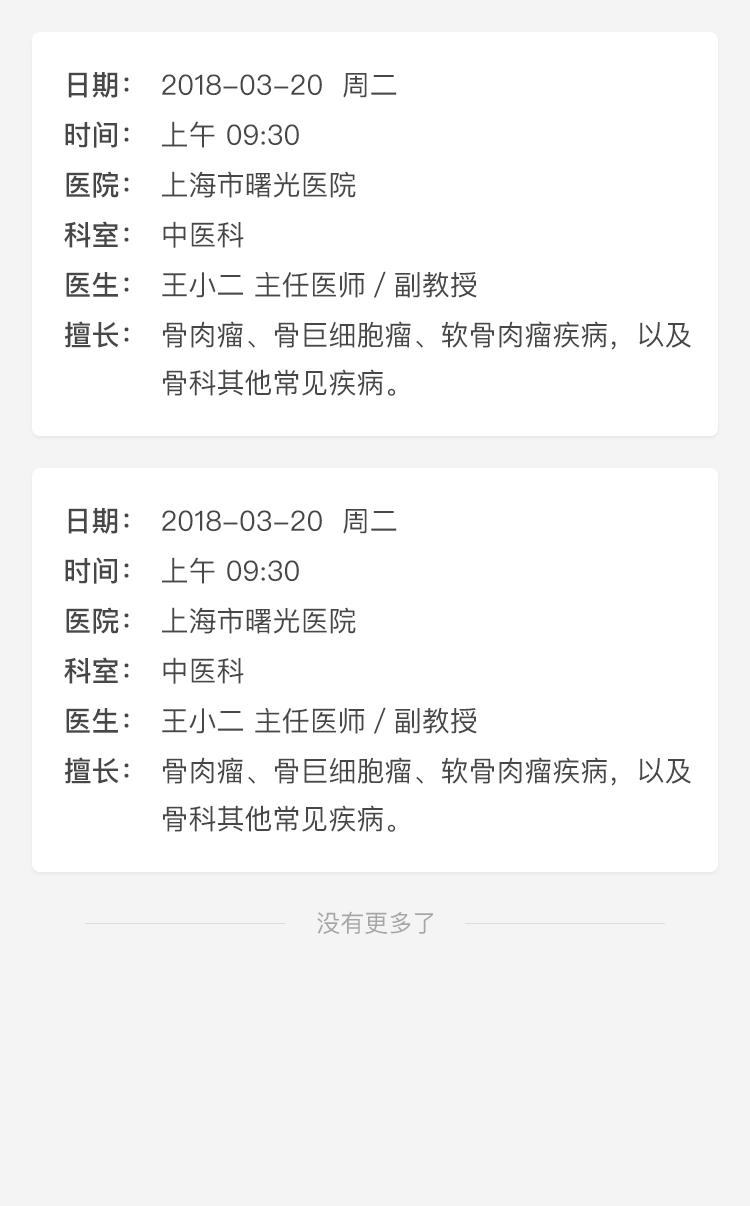 日期： 2018-03-20 周二
时间： 上午 09:30
医院： 上海市曙光医院
科室： 中医科
医生： 王小二 主任医师 / 副教授
擅长： 骨肉瘤、骨巨细胞瘤、软骨肉瘤疾病，以及
骨科其他常见疾病。
日期： 2018-03-20 周二
时间： 上午 09:30
医院： 上海市曙光医院
科室： 中医科
医生： 王小二 主任医师 / 副教授
擅长： 骨肉瘤、骨巨细胞瘤、软骨肉瘤疾病，以及
骨科其他常见疾病。
没有更多了